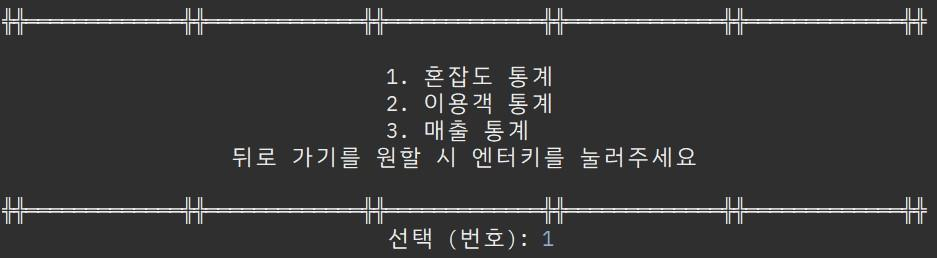 1. 혼잡도 통계
2. 이용객 통계
3. 매출 통계
뒤로 가기를 원할 시 엔터키를 눌러주세요
선택 (번호): 1